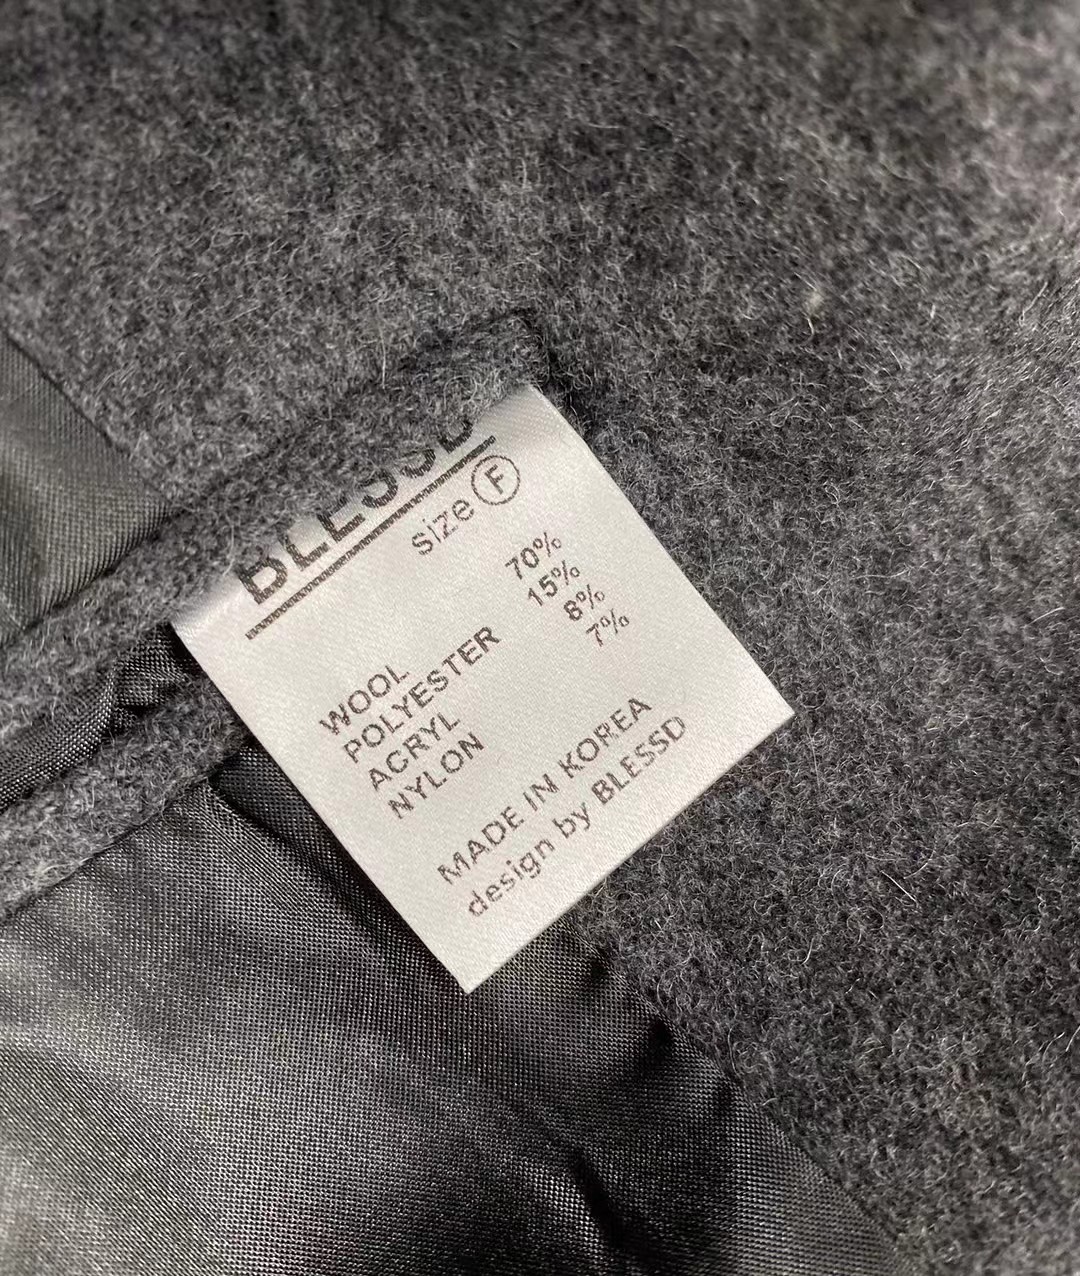 BLESSD
size F
WOOL 70%
POLYESTER 15%
ACRYL 8%
NYLON 7%
MADE IN KOREA
design by BLESSD